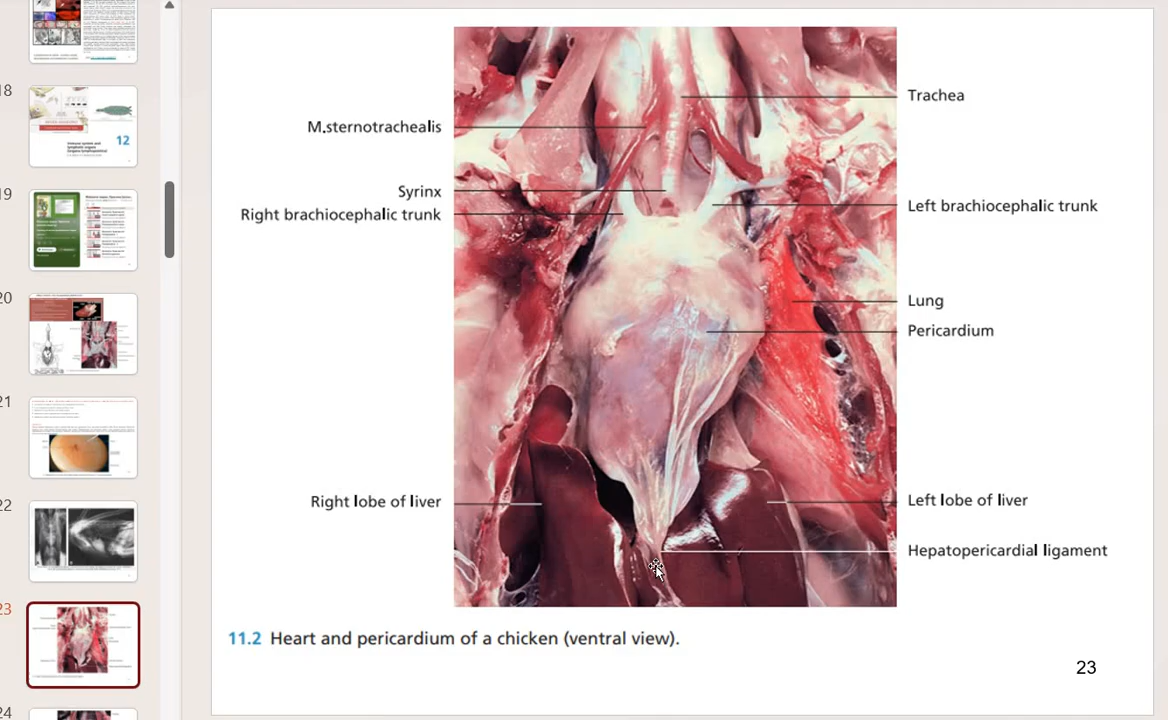 18
12
19
20
21
22
23
24
Trachea
M.sternotrachealis
Syrinx
Right brachiocephalic trunk
Left brachiocephalic trunk
Lung
Pericardium
Right lobe of liver
Left lobe of liver
Hepatopericardial ligament
11.2 Heart and pericardium of a chicken (ventral view).
23